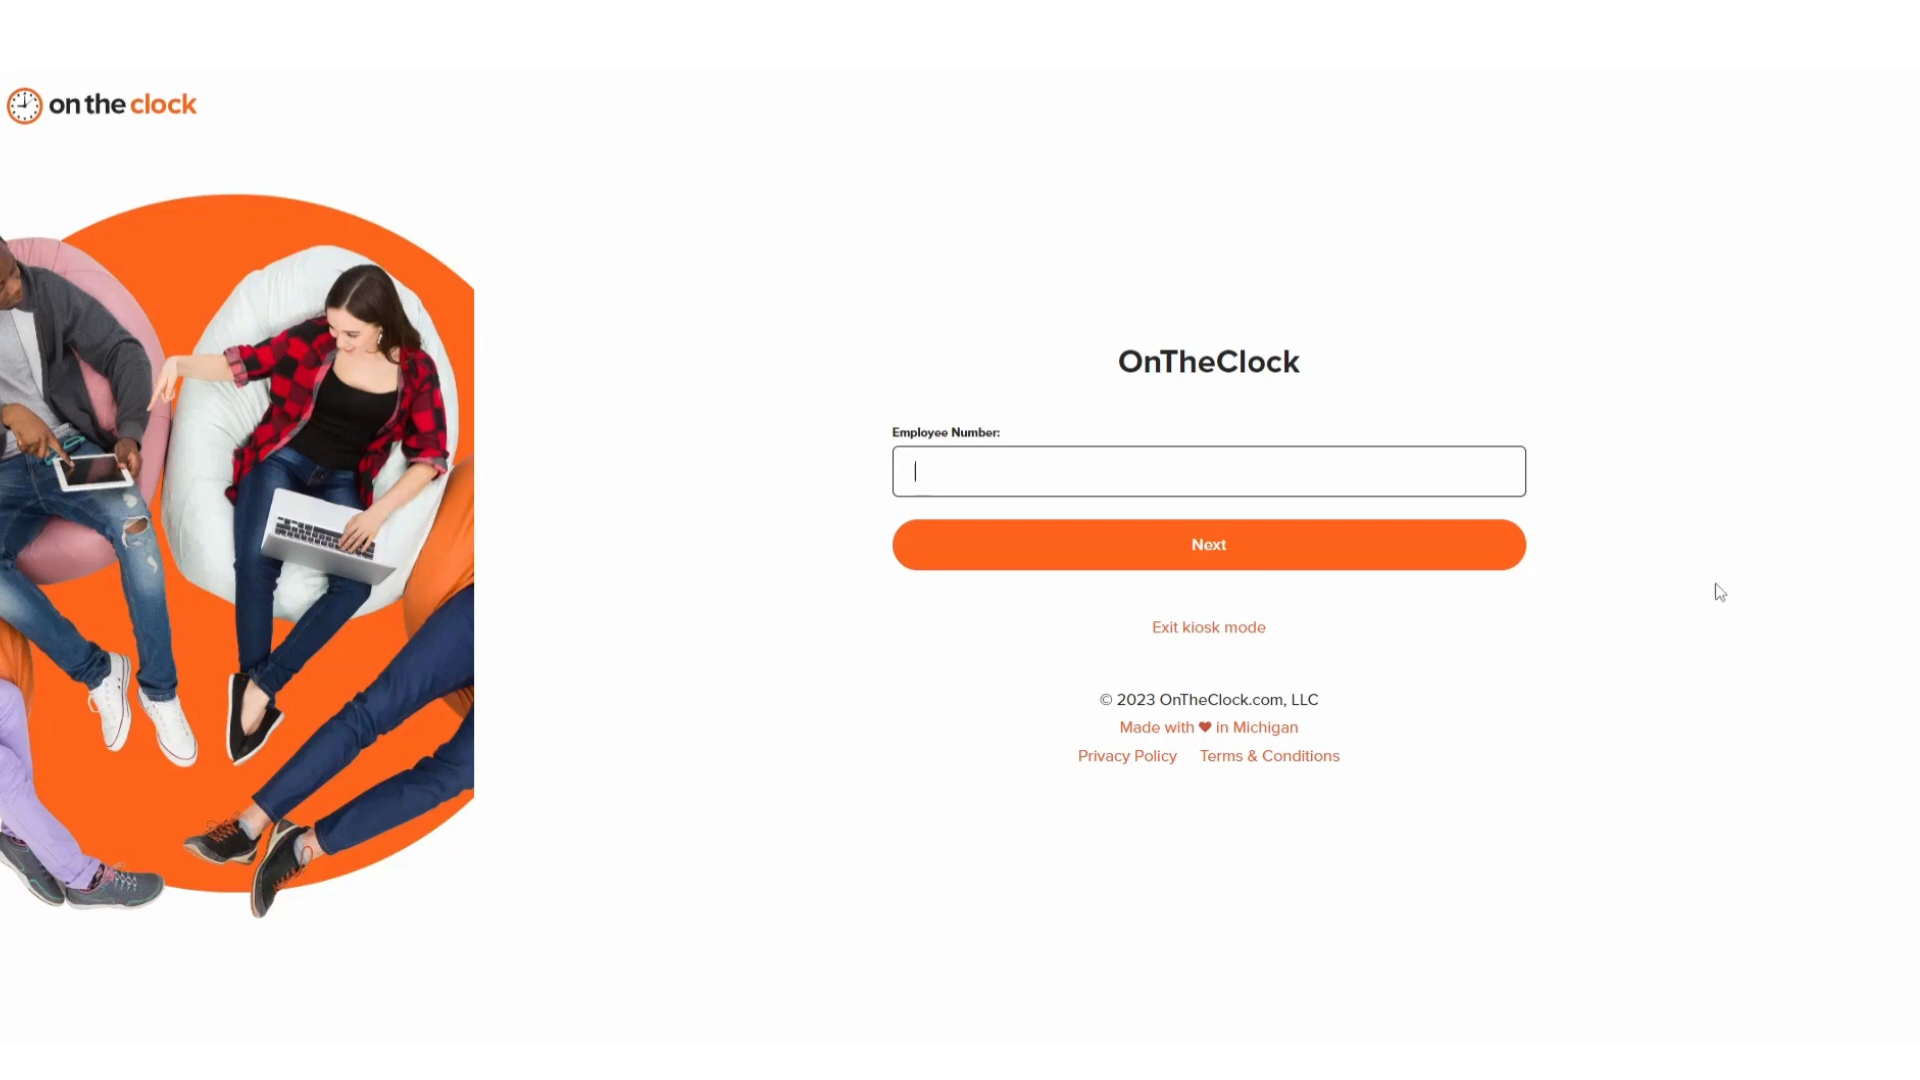 on the clock
OnTheClock
Employee Number:
Next
Exit kiosk mode
© 2023 OnTheClock.com, LLC
Made with ♥ in Michigan
Privacy Policy Terms & Conditions